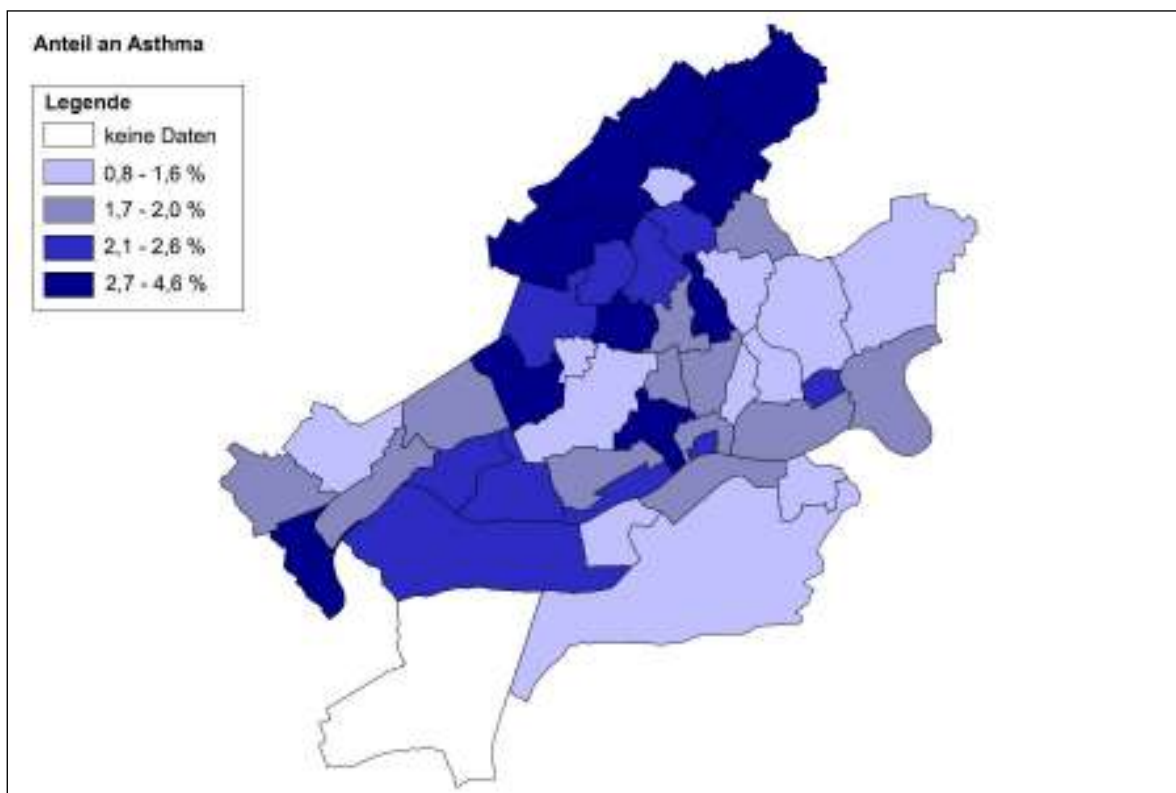 Anteil an Asthma
Legende
keine Daten
0,8 - 1,6 %
1,7 - 2,0 %
2,1 - 2,6 %
2,7 - 4,6 %